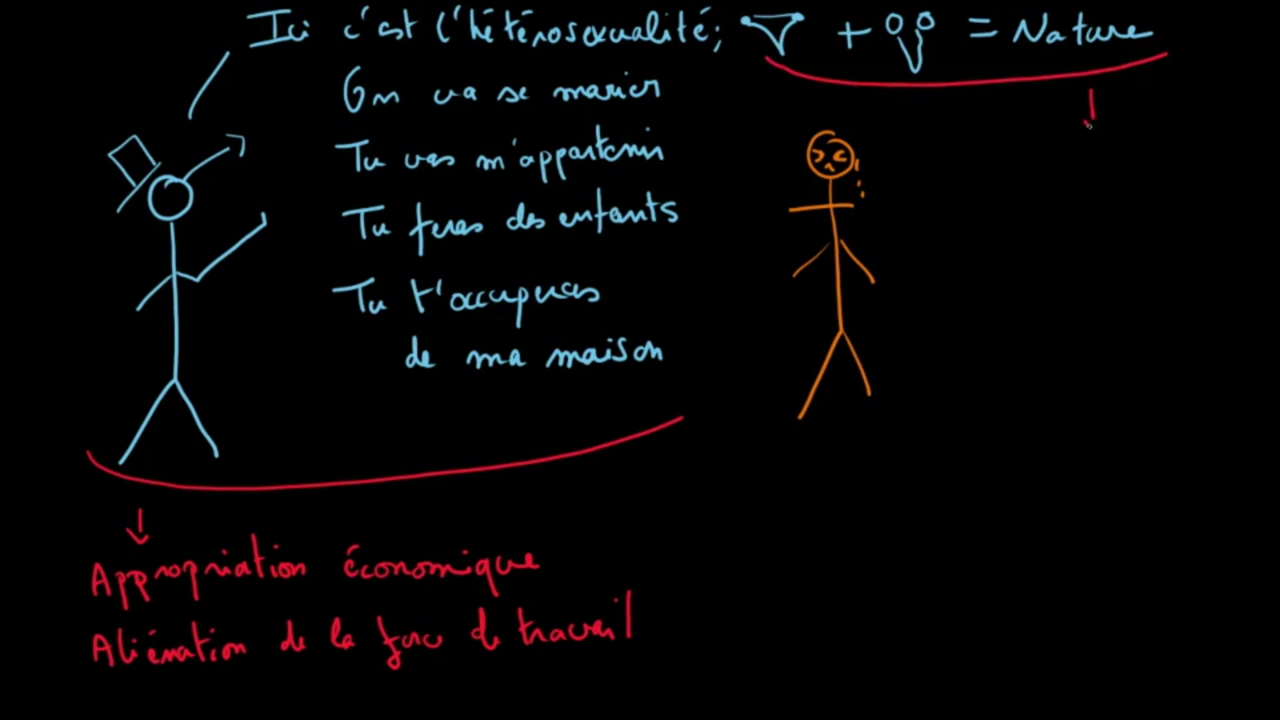 Ici c'est l'hétérosexualité; + = Nature
On va se marier
Tu vas m'appartenir
Tu feras des enfants
Tu t'occuperas
de ma maison
Appropriation économique
Aliénation de la force de travail